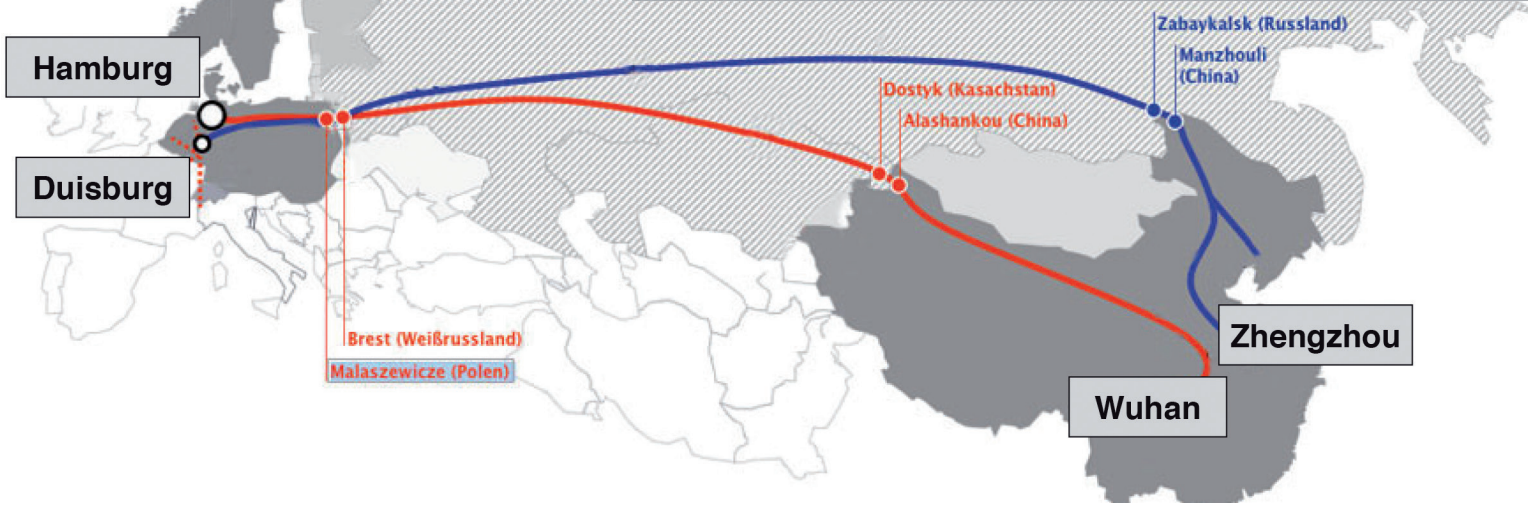 Zabaykalsk (Russland)
Hamburg
Manzhouli
(China)
Dostyk (Kasachstan)
Alashankou (China)
Duisburg
Brest (Weißrussland)
Zhengzhou
Malaszewicze (Polen)
Wuhan